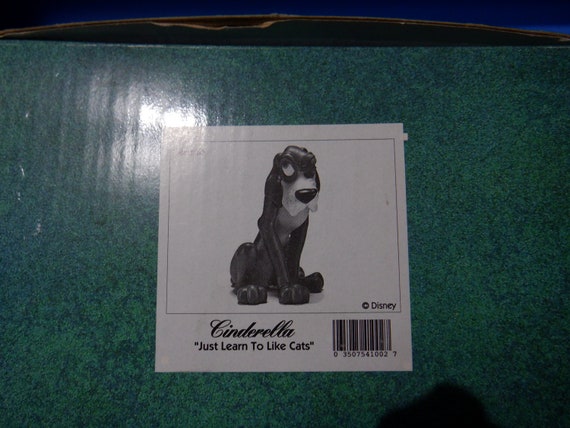 © Disney
Cinderella
"Just Learn To Like Cats"
0 3507541002 7